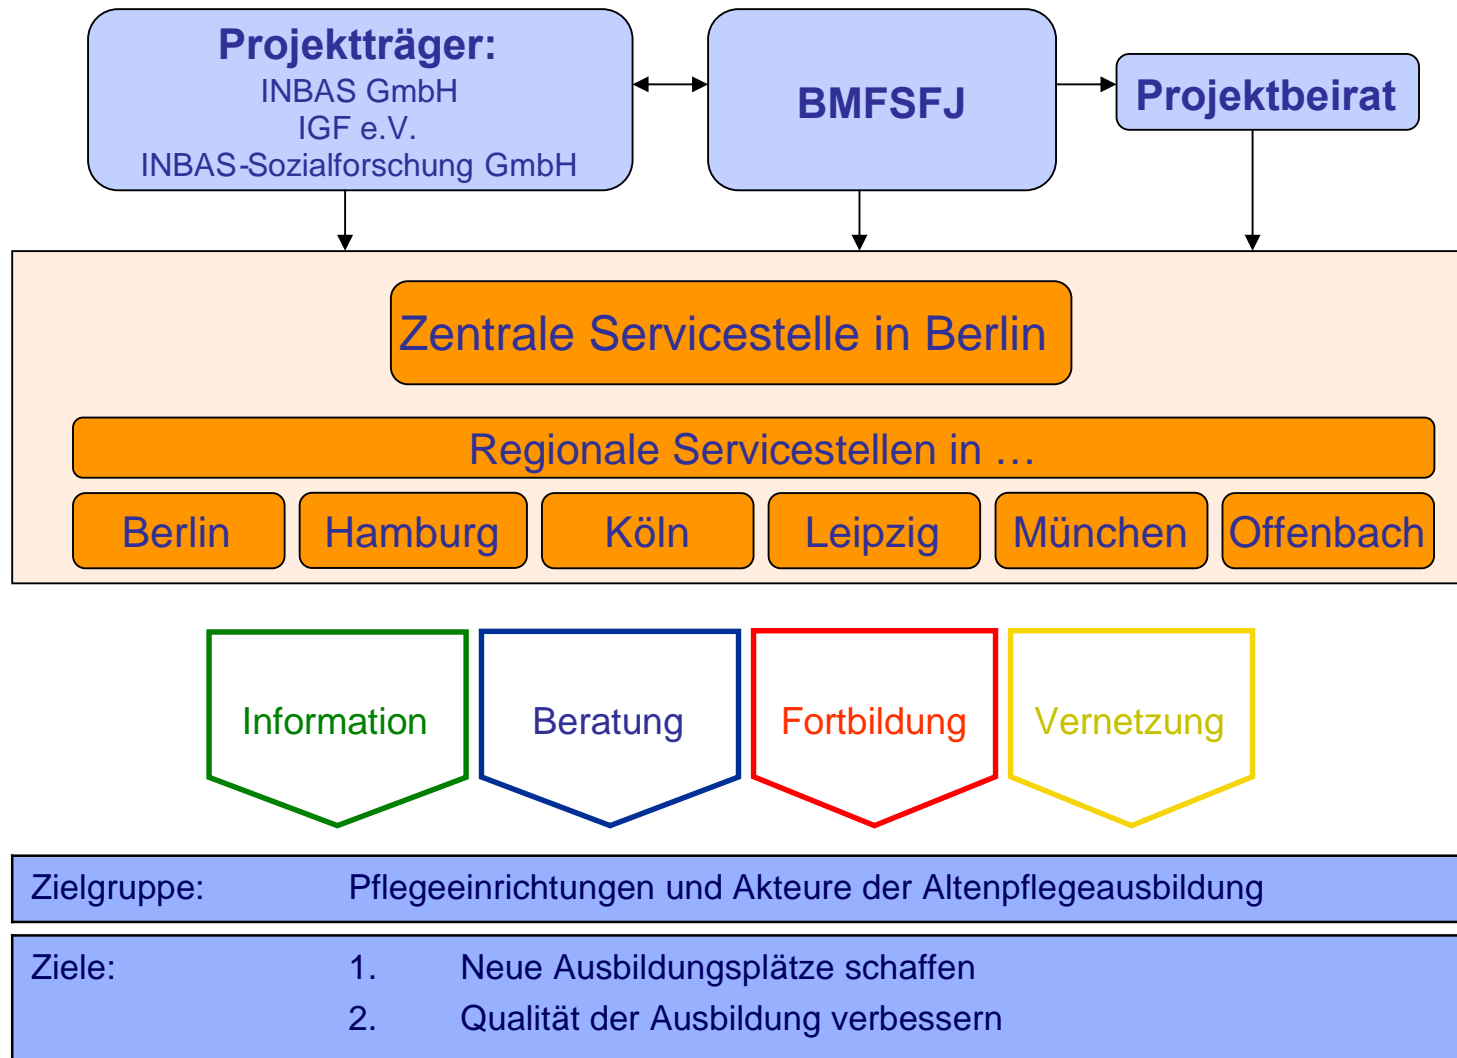 Projektträger:
INBAS GmbH
IGF e.V.
INBAS-Sozialforschung GmbH
BMFSFJ
Projektbeirat
Zentrale Servicestelle in Berlin
Regionale Servicestellen in …
Berlin
Hamburg
Köln
Leipzig
München
Offenbach
Information
Beratung
Fortbildung
Vernetzung
Zielgruppe: Pflegeeinrichtungen und Akteure der Altenpflegeausbildung
Ziele: 1. Neue Ausbildungsplätze schaffen
2. Qualität der Ausbildung verbessern